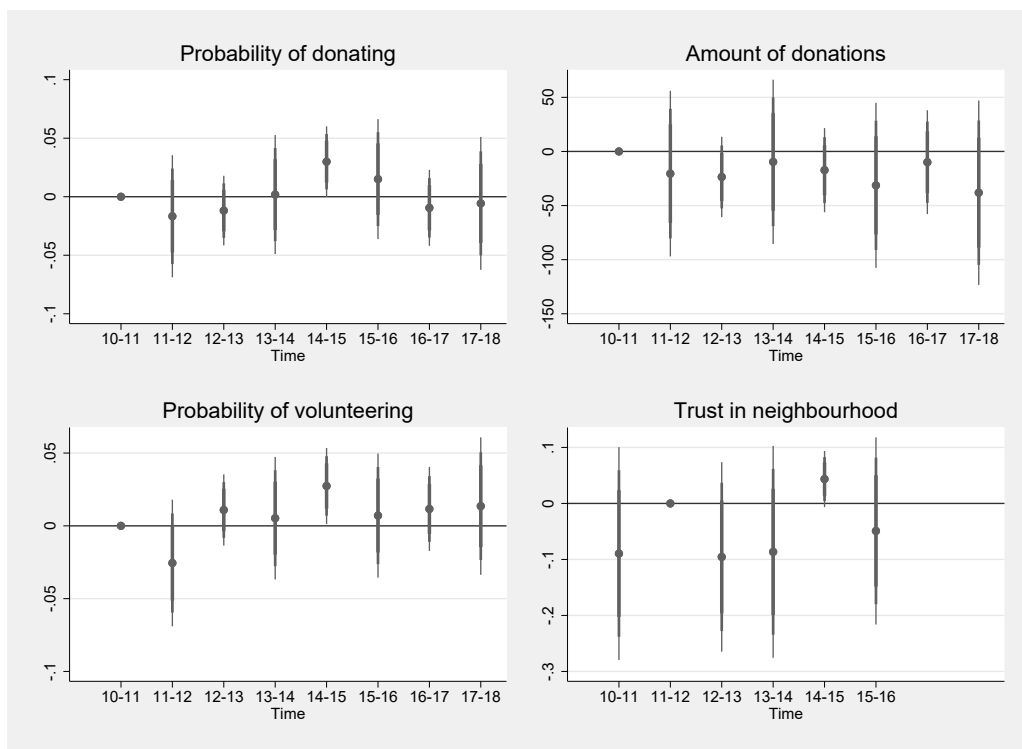 Probability of donating
.1
.05
0
-.05
-.1
10-11 11-12 12-13 13-14 14-15 15-16 16-17 17-18
Time
Amount of donations
50
0
-50
-100
-150
10-11 11-12 12-13 13-14 14-15 15-16 16-17 17-18
Time
Probability of volunteering
.05
0
-.05
-.1
10-11 11-12 12-13 13-14 14-15 15-16 16-17 17-18
Time
Trust in neighbourhood
.1
0
-.1
-.2
-.3
10-11 11-12 12-13 13-14 14-15 15-16
Time